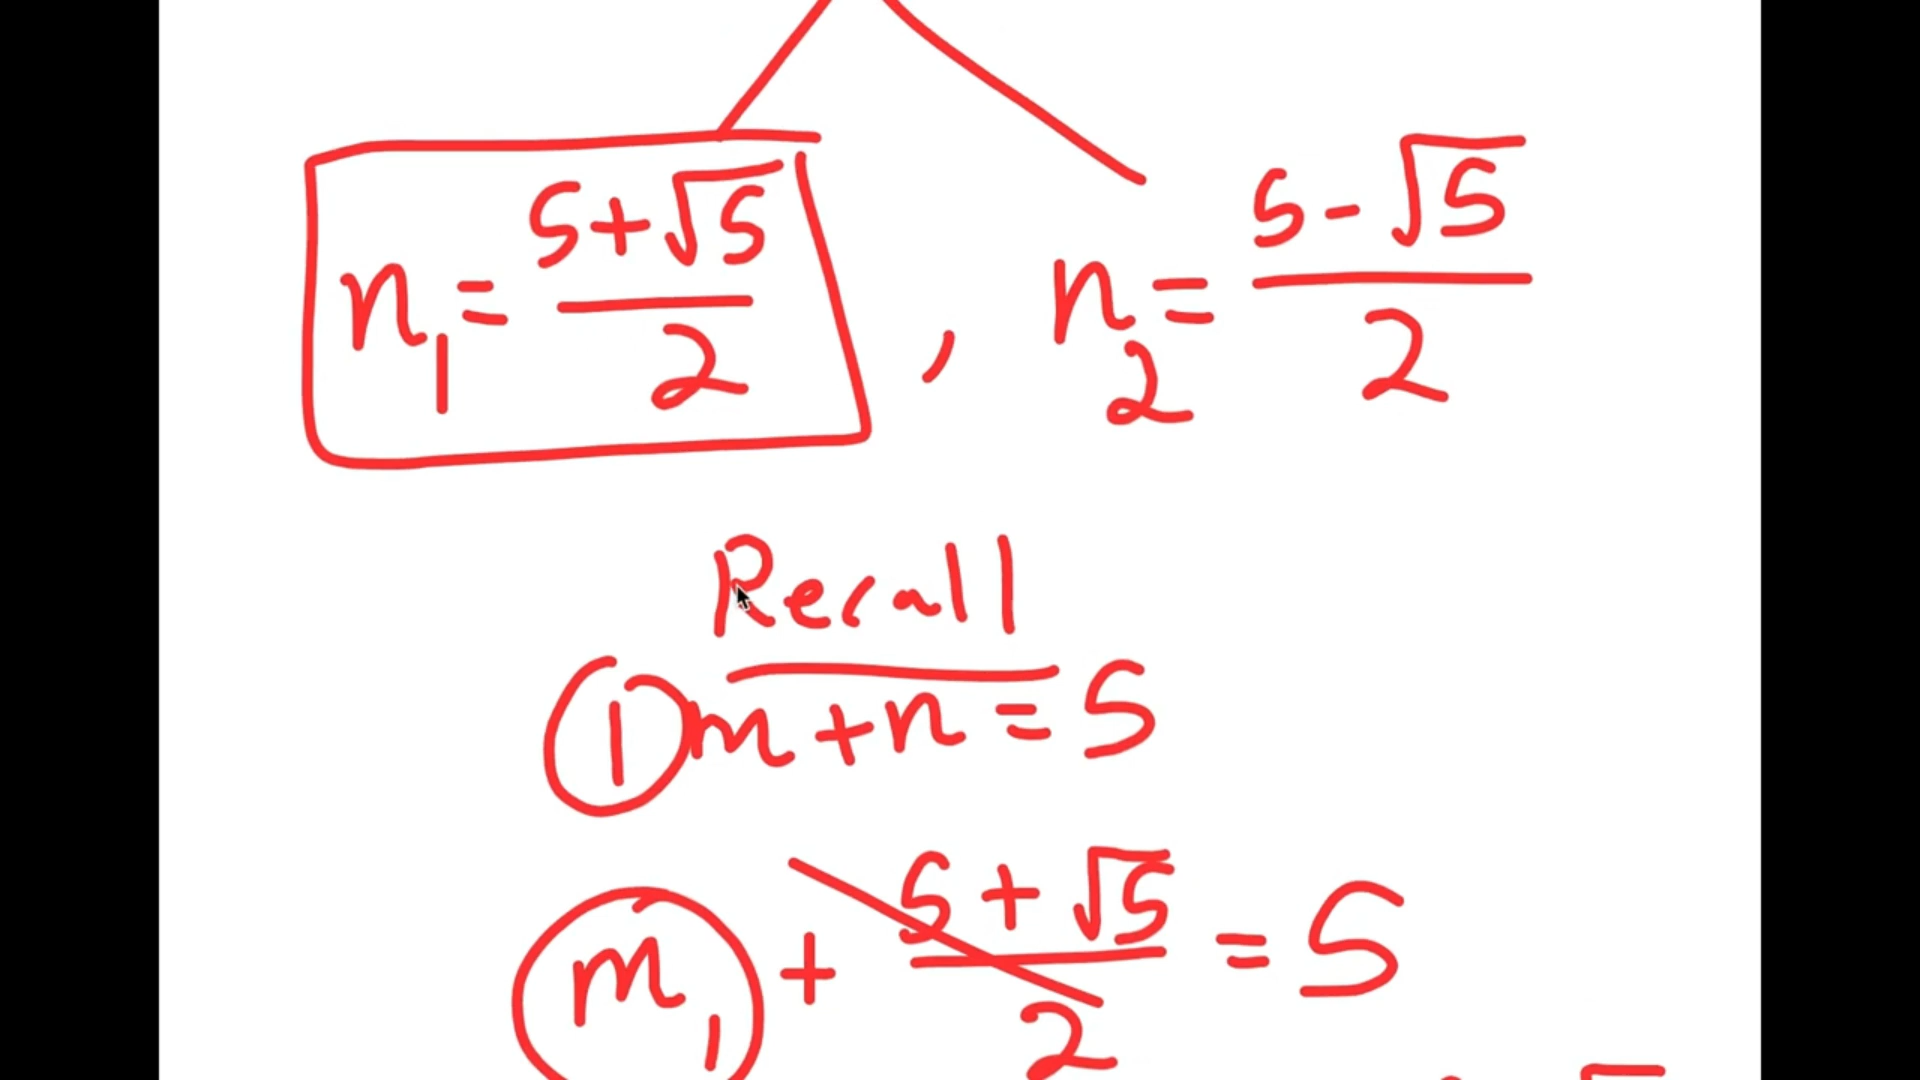 n₁ = (5+√5)/2 , n₂ = (5-√5)/2
Recall
① m + n = 5
m₁ + (5+√5)/2 = 5